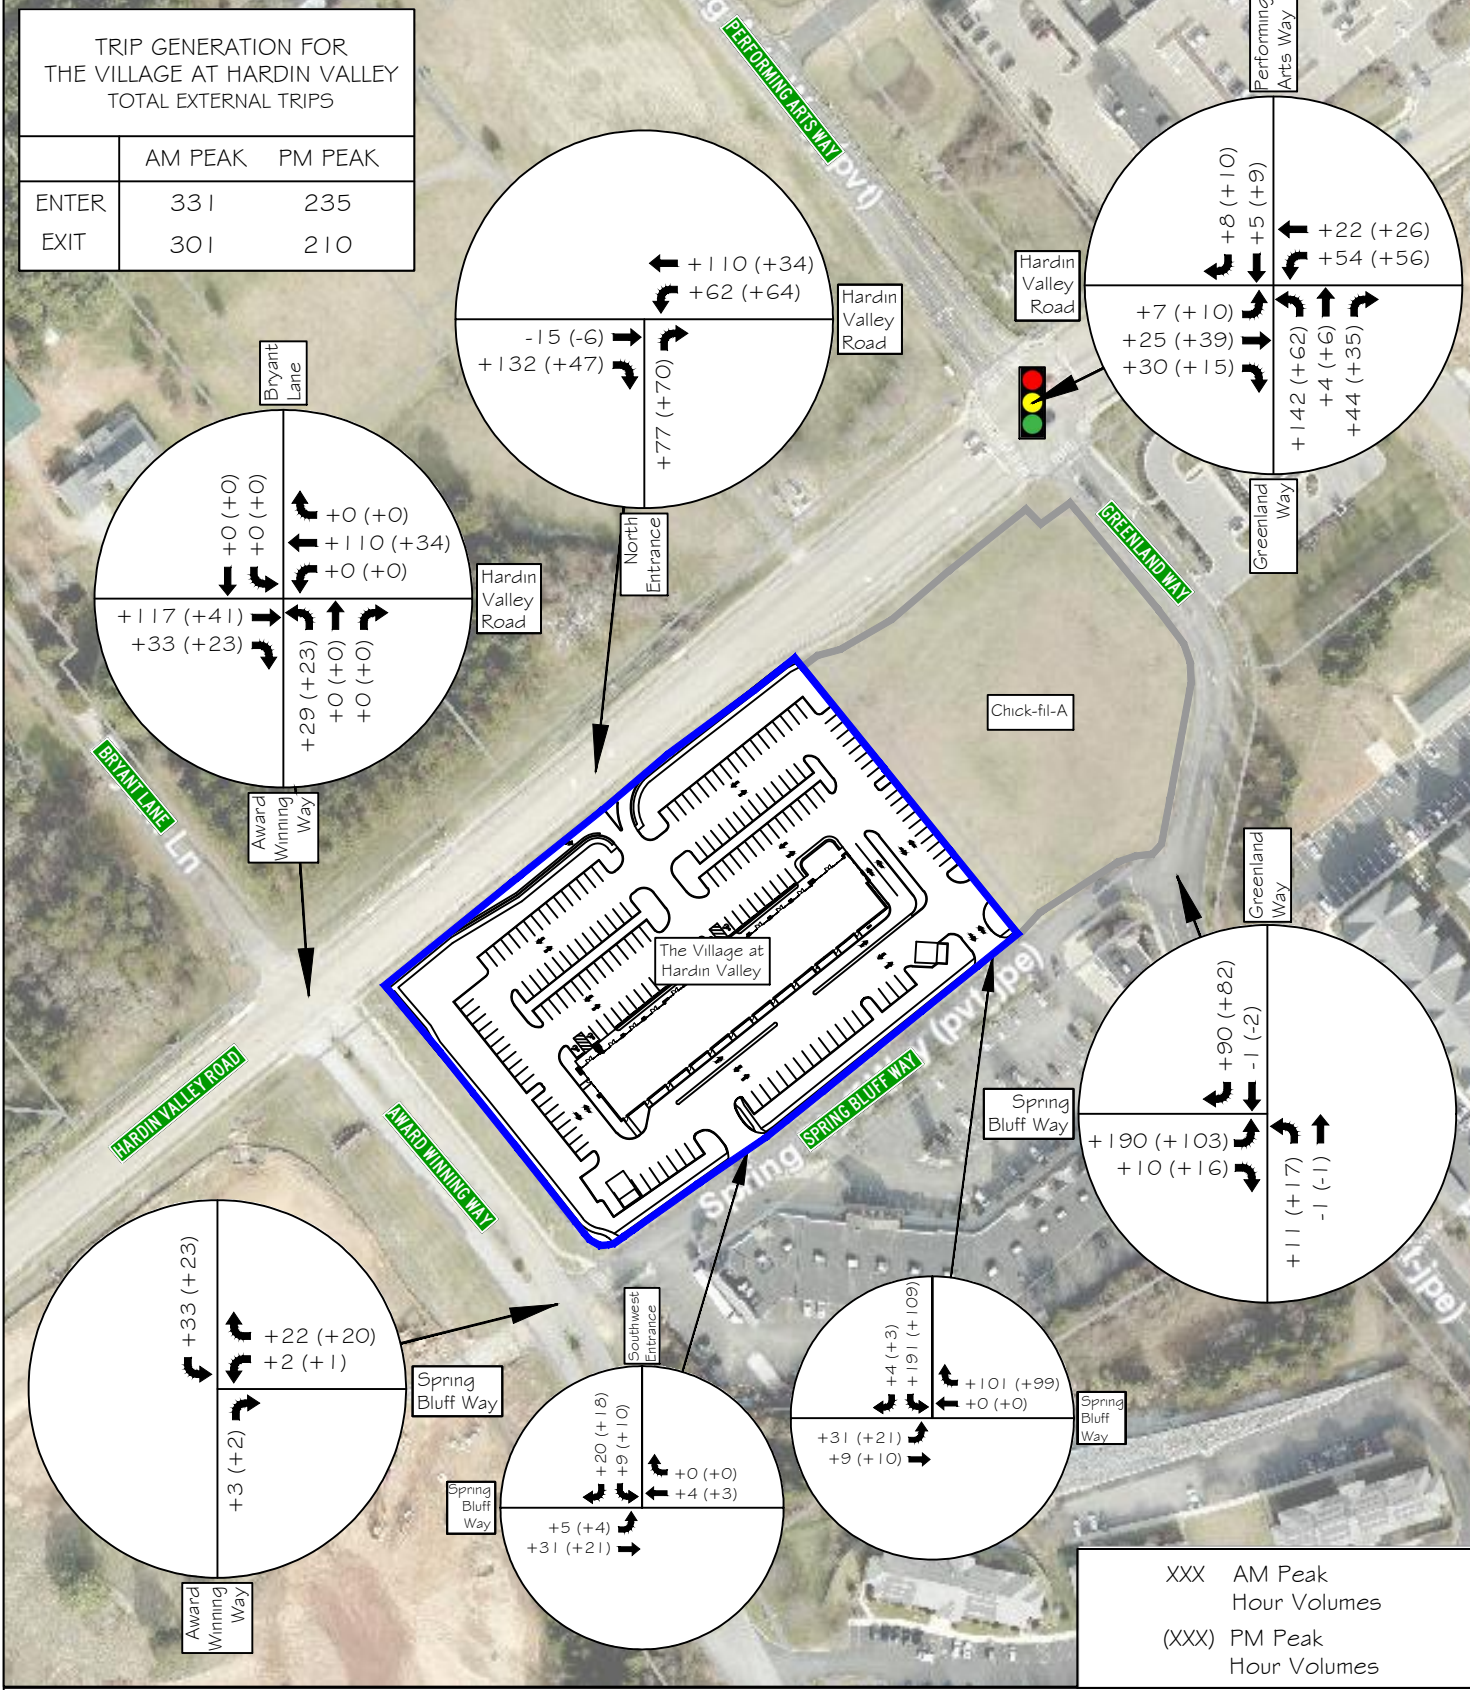 TRIP GENERATION FOR
THE VILLAGE AT HARDIN VALLEY
TOTAL EXTERNAL TRIPS
AM PEAK PM PEAK
ENTER 331 235
EXIT 301 210
PERFORMING ARTS WAY
(pvt)
Performing
Arts Way
+8 (+10)
+5 (+9)
+22 (+26)
+54 (+56)
Hardin
Valley
Road
+7 (+10)
+25 (+39)
+30 (+15)
+142 (+62)
+4 (+6)
+44 (+35)
Greenland
Way
+110 (+34)
+62 (+64)
Hardin
Valley
Road
-15 (-6)
+132 (+47)
+77 (+70)
North
Entrance
Bryant
Lane
+0 (+0)
+0 (+0)
+0 (+0)
+110 (+34)
+0 (+0)
Hardin
Valley
Road
+117 (+41)
+33 (+23)
+29 (+23)
+0 (+0)
+0 (+0)
Award
Winning
Way
GREENLAND WAY
Chick-fil-A
BRYANT LANE
Ln
The Village at
Hardin Valley
HARDIN VALLEY ROAD
AWARD WINNING WAY
SPRING BLUFF WAY
Spring
Greenland
Way
+90 (+82)
-1 (-2)
Spring
Bluff Way
+190 (+103)
+10 (+16)
+11 (+17)
-1 (-1)
+33 (+23)
+22 (+20)
+2 (+1)
Spring
Bluff Way
+3 (+2)
Award
Winning
Way
Southwest
Entrance
+20 (+18)
+9 (+10)
+0 (+0)
+4 (+3)
Spring
Bluff
Way
+5 (+4)
+31 (+21)
+4 (+3)
+191 (+109)
+101 (+99)
+0 (+0)
Spring
Bluff
Way
+31 (+21)
+9 (+10)
XXX AM Peak
Hour Volumes
(XXX) PM Peak
Hour Volumes